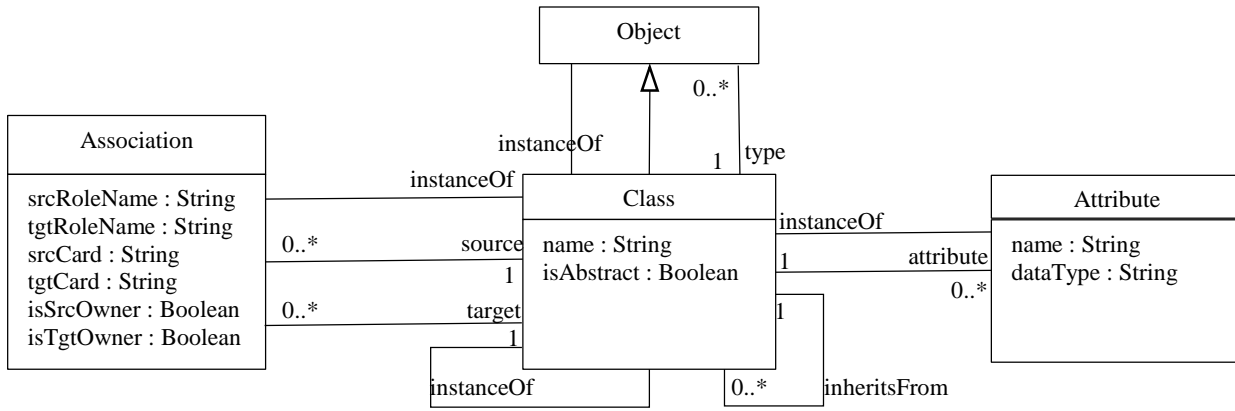 Object
0..*
instanceOf
1
type
Association
srcRoleName : String
tgtRoleName : String
srcCard : String
tgtCard : String
isSrcOwner : Boolean
isTgtOwner : Boolean
instanceOf
0..*
source
1
0..*
target
1
Class
name : String
isAbstract : Boolean
instanceOf
1
attribute
0..*
Attribute
name : String
dataType : String
1
instanceOf
0..*
inheritsFrom